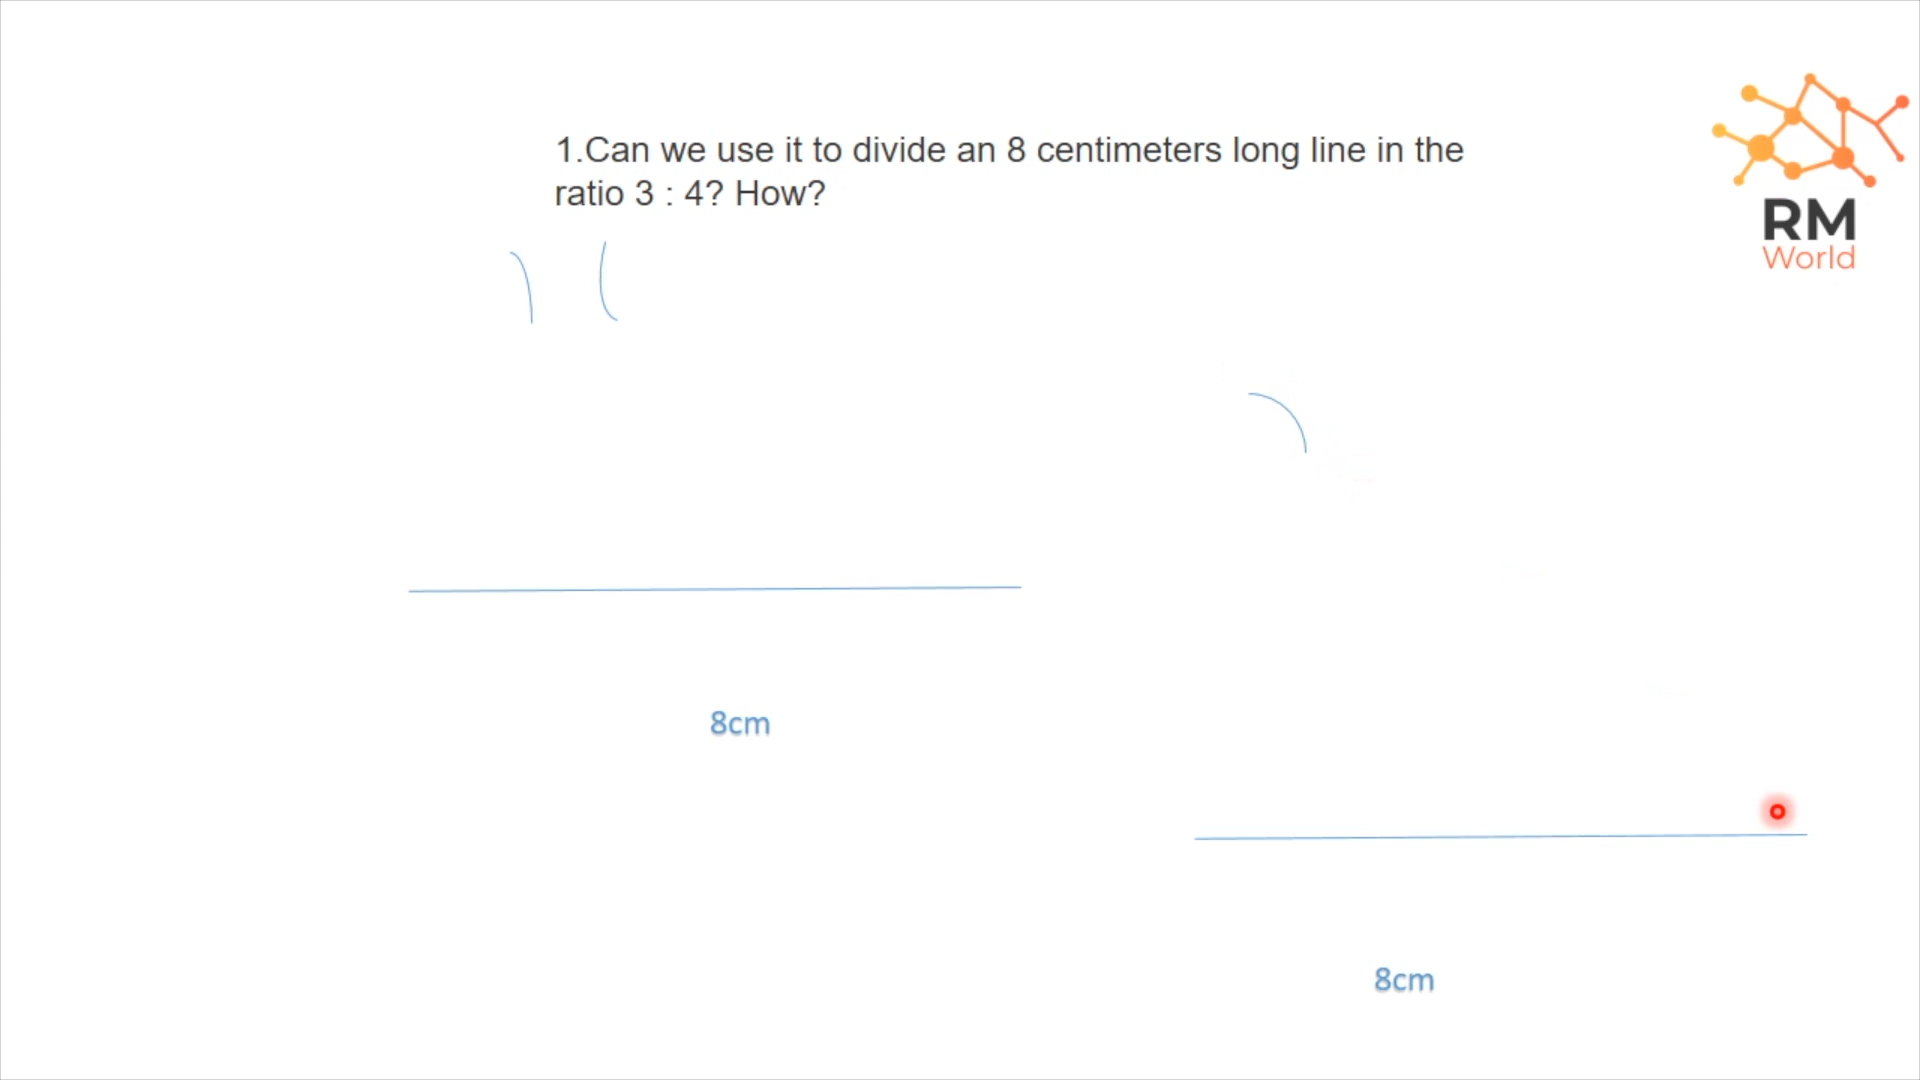 1.Can we use it to divide an 8 centimeters long line in the
ratio 3 : 4? How?
RM
World
8cm
8cm